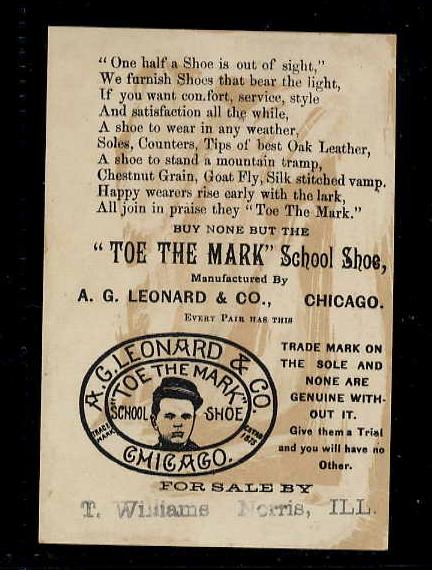 "One half a Shoe is out of sight,"
We furnish Shoes that bear the light,
If you want comfort, service, style
And satisfaction all the while,
A shoe to wear in any weather,
Soles, Counters, Tips of best Oak Leather,
A shoe to stand a mountain tramp,
Chestnut Grain, Goat Fly, Silk stitched vamp.
Happy wearers rise early with the lark,
All join in praise they "Toe The Mark."
BUY NONE BUT THE
"TOE THE MARK" School Shoe,
Manufactured By
A. G. LEONARD & CO., CHICAGO.
EVERY PAIR HAS THIS
A. G. LEONARD & CO.
"TOE THE MARK"
SCHOOL SHOE
TRADE MARK
CHICAGO.
TRADE MARK ON
THE SOLE AND
NONE ARE
GENUINE WITH-
OUT IT.
Give them a Trial
and you will have no
Other.
FOR SALE BY
T. Williams Norris, ILL.